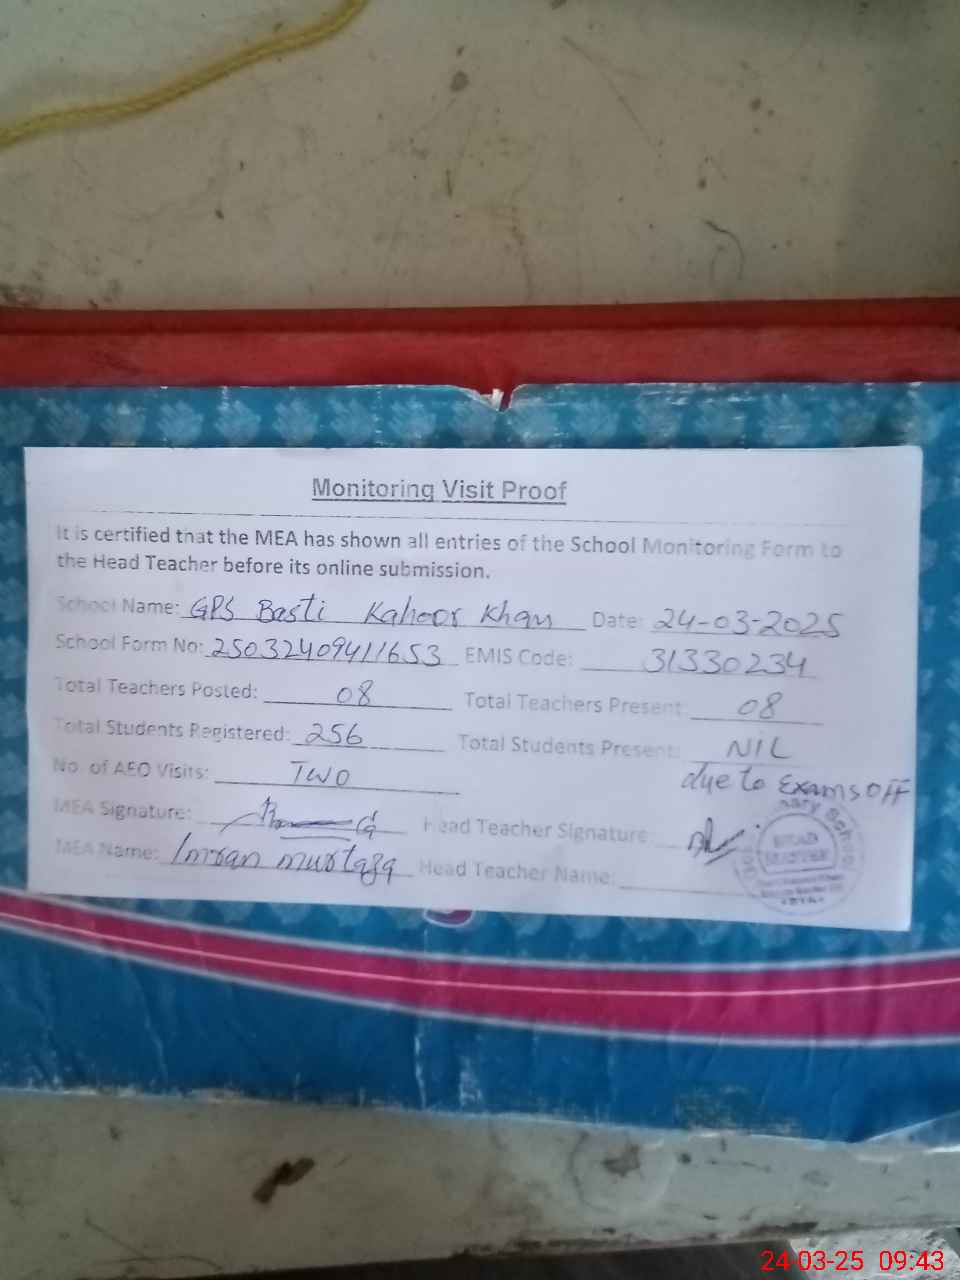 Monitoring Visit Proof
It is certified that the MEA has shown all entries of the School Monitoring Form to
the Head Teacher before its online submission.
School Name: GPS Basti Kahoor Khan Date: 24-03-2025
School Form No: 25032409411653 EMIS Code: 31330234
Total Teachers Posted: 08 Total Teachers Present: 08
Total Students Registered: 256 Total Students Present: NIL
due to Exams off
No. of AEO Visits: Two
MEA Signature: Head Teacher Signature
MEA Name: Imran murtaza Head Teacher Name:
HEAD
24-03-25 09:43